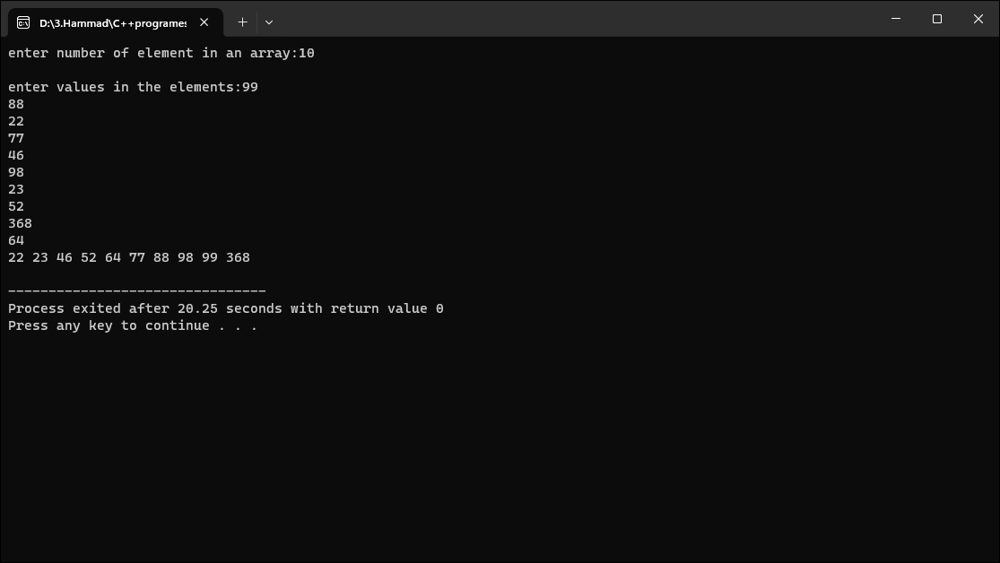 D:\3.Hammad\C++programes
enter number of element in an array:10
enter values in the elements:99
88
22
77
46
98
23
52
368
64
22 23 46 52 64 77 88 98 99 368
--------------------------------
Process exited after 20.25 seconds with return value 0
Press any key to continue . . .